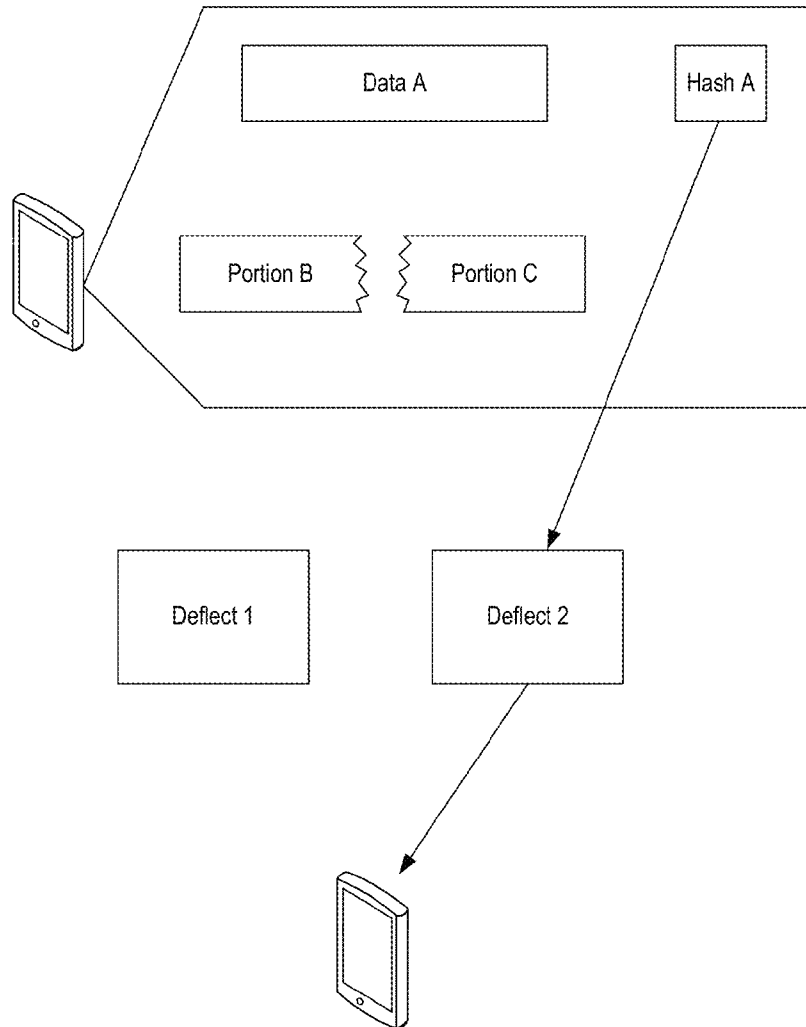 Data A
Hash A
Portion B
Portion C
Deflect 1
Deflect 2